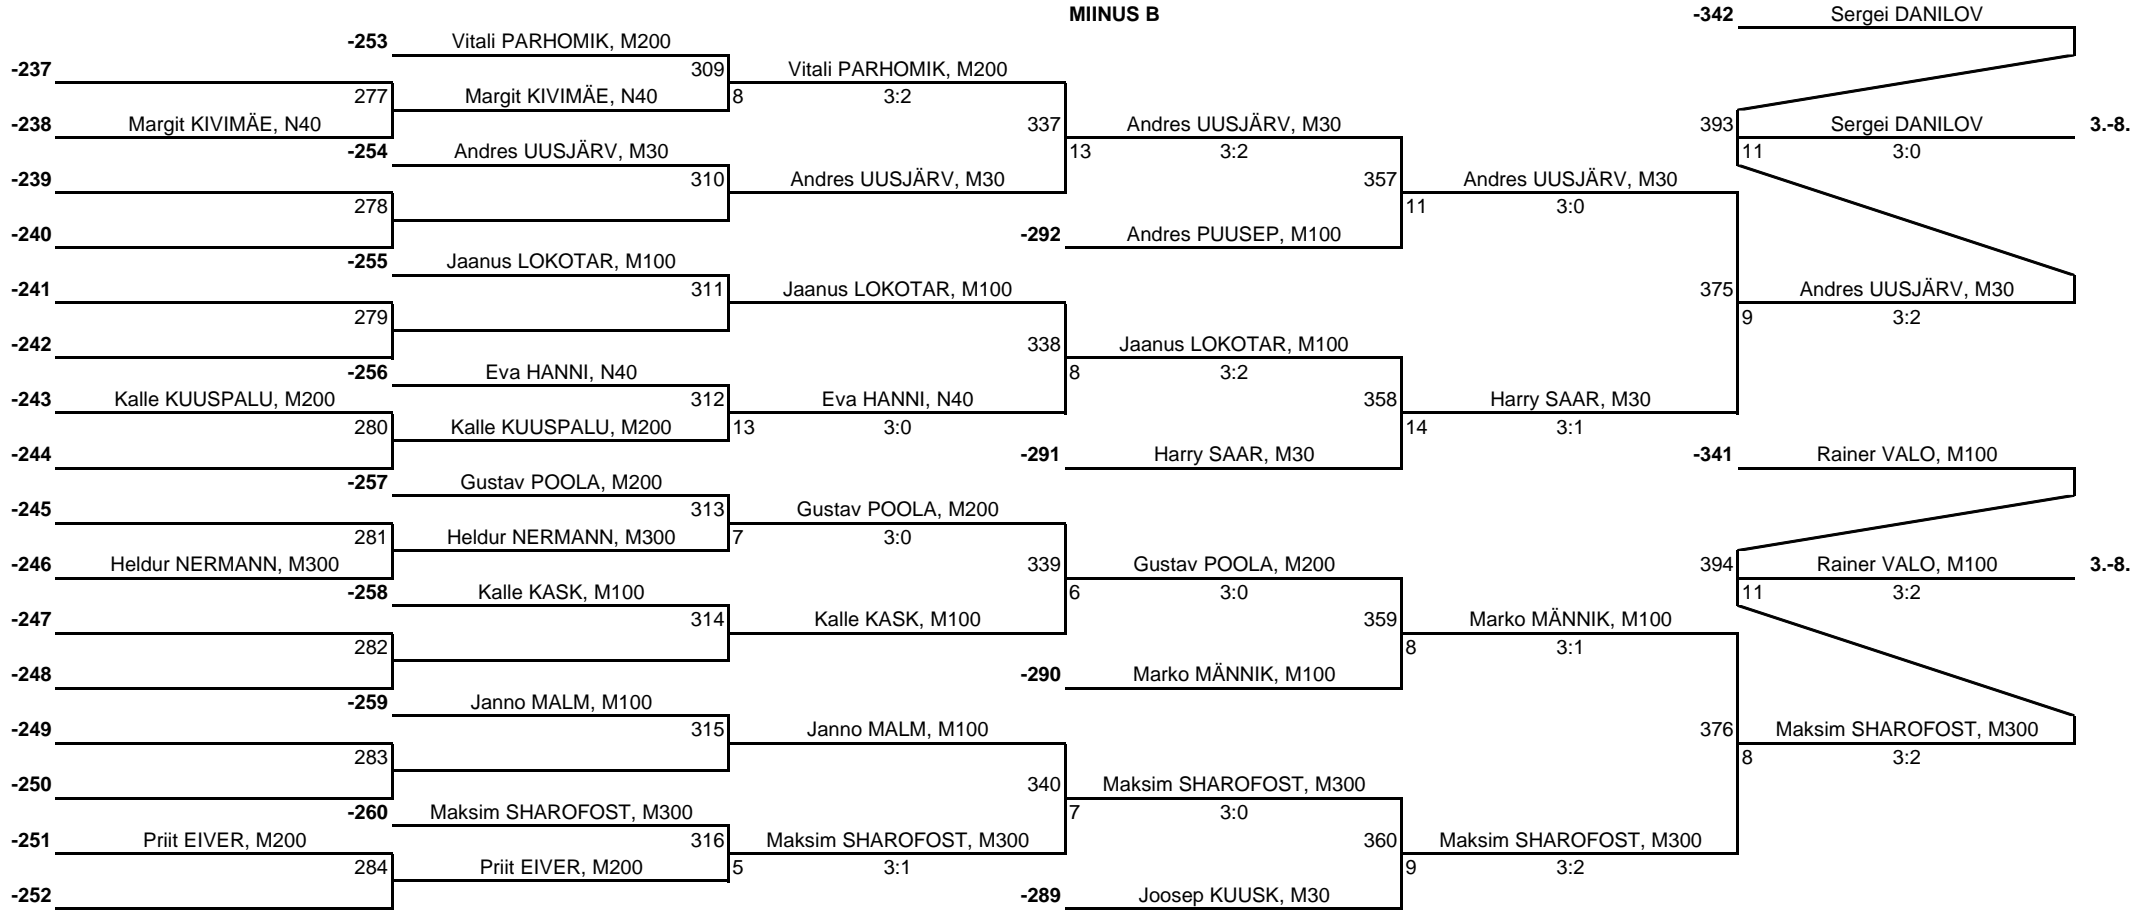 MIINUS B
-342 Sergei DANILOV
-253 Vitali PARHOMIK, M200
-237 309 Vitali PARHOMIK, M200
277 Margit KIVIMÄE, N40 8 3:2
-238 Margit KIVIMÄE, N40 337 Andres UUSJÄRV, M30 393 Sergei DANILOV 3.-8.
-254 Andres UUSJÄRV, M30 13 3:2 11 3:0
-239 310 Andres UUSJÄRV, M30 357 Andres UUSJÄRV, M30
278 11 3:0
-240 -292 Andres PUUSEP, M100
-255 Jaanus LOKOTAR, M100
-241 311 Jaanus LOKOTAR, M100 375 Andres UUSJÄRV, M30
279 9 3:2
-242 338 Jaanus LOKOTAR, M100
-256 Eva HANNI, N40 8 3:2
-243 Kalle KUUSPALU, M200 312 Eva HANNI, N40 358 Harry SAAR, M30
280 Kalle KUUSPALU, M200 13 3:0 14 3:1
-244 -291 Harry SAAR, M30 -341 Rainer VALO, M100
-257 Gustav POOLA, M200
-245 313 Gustav POOLA, M200
281 Heldur NERMANN, M300 7 3:0
-246 Heldur NERMANN, M300 339 Gustav POOLA, M200 394 Rainer VALO, M100 3.-8.
-258 Kalle KASK, M100 6 3:0 11 3:2
-247 314 Kalle KASK, M100 359 Marko MÄNNIK, M100
282 8 3:1
-248 -290 Marko MÄNNIK, M100
-259 Janno MALM, M100
-249 315 Janno MALM, M100 376 Maksim SHAROFOST, M300
283 8 3:2
-250 340 Maksim SHAROFOST, M300
-260 Maksim SHAROFOST, M300 7 3:0
-251 Priit EIVER, M200 316 Maksim SHAROFOST, M300 360 Maksim SHAROFOST, M300
284 Priit EIVER, M200 5 3:1 9 3:2
-252 -289 Joosep KUUSK, M30